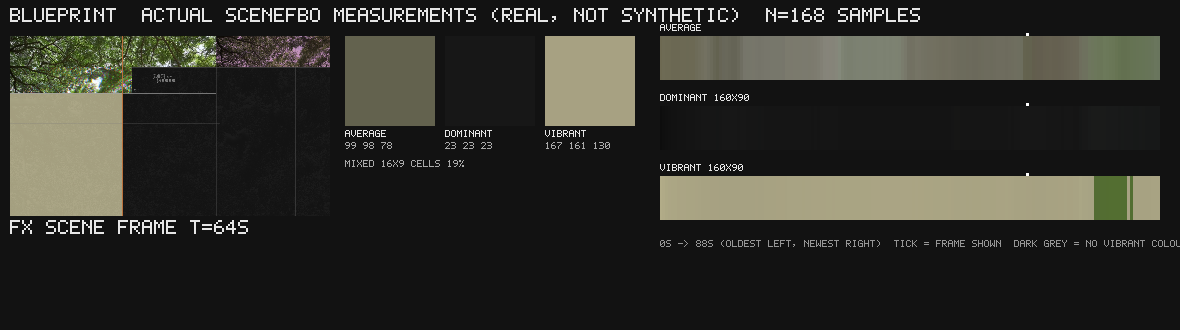 BLUEPRINT  ACTUAL SCENEFBO MEASUREMENTS (REAL, NOT SYNTHETIC)  N=168 SAMPLES
AVERAGE
DOMINANT 160X90
VIBRANT 160X90
AVERAGE
99 98 78
DOMINANT
23 23 23
VIBRANT
167 161 130
MIXED 16X9 CELLS 19%
FX SCENE FRAME T=64S
0S -> 88S (OLDEST LEFT, NEWEST RIGHT)  TICK = FRAME SHOWN  DARK GREY = NO VIBRANT COLOU